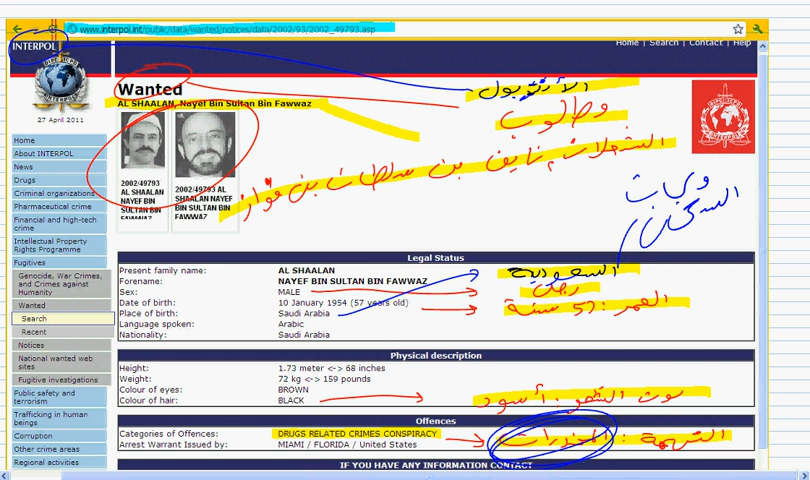 www.interpol.int/public/data/wanted/notices/data/2002/93/2002_49793.asp
INTERPOL
Home | Search | Contact | Help
27 April 2011
Home
About INTERPOL
News
Drugs
Criminal organizations
Pharmaceutical crime
Financial and high-tech
crime
Intellectual Property
Rights Programme
Fugitives
Genocide, War Crimes,
and Crimes against
Humanity
Wanted
Search
Recent
Notices
National wanted web
sites
Fugitive investigations
Public safety and
terrorism
Trafficking in human
beings
Corruption
Other crime areas
Regional activities
Wanted
الأنتربول
AL SHAALAN, Nayef Bin Sultan Bin Fawwaz
مطلوب
2002/49793
AL SHAALAN
NAYEF BIN
SULTAN BIN
FAWWAZ
2002/49793 AL
SHAALAN NAYEF
BIN SULTAN BIN
FAWWAZ
الشعلان نايف بن سلطان بن فواز
السكن
Legal Status
Present family name: AL SHAALAN
السعودية
Forename: NAYEF BIN SULTAN BIN FAWWAZ
Sex: MALE
رجل
Date of birth: 10 January 1954 (57 years old)
العمر: 57 سنة
Place of birth: Saudi Arabia
Language spoken: Arabic
Nationality: Saudi Arabia
Physical description
Height: 1.73 meter <-> 68 inches
Weight: 72 kg <-> 159 pounds
Colour of eyes: BROWN
Colour of hair: BLACK
لون الشعر: أسود
Offences
Categories of Offences: DRUGS RELATED CRIMES CONSPIRACY
التهمة: المخدرات
Arrest Warrant Issued by: MIAMI / FLORIDA / United States
IF YOU HAVE ANY INFORMATION CONTACT